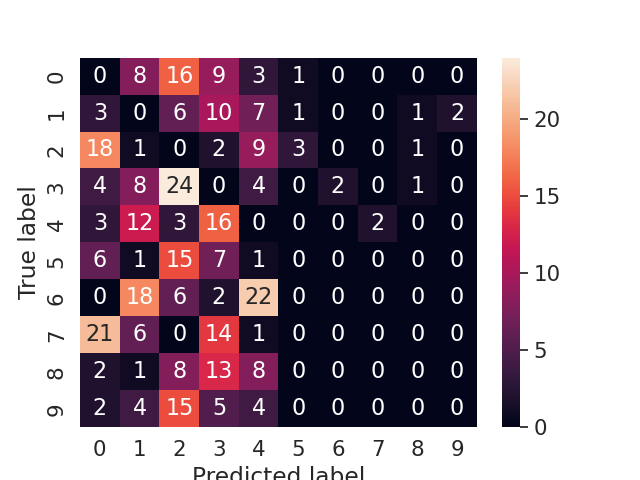 0 0 8 16 9 3 1 0 0 0 0
1 3 0 6 10 7 1 0 0 1 2
2 18 1 0 2 9 3 0 0 1 0
3 4 8 24 0 4 0 2 0 1 0
4 3 12 3 16 0 0 0 2 0 0
5 6 1 15 7 1 0 0 0 0 0
6 0 18 6 2 22 0 0 0 0 0
7 21 6 0 14 1 0 0 0 0 0
8 2 1 8 13 8 0 0 0 0 0
9 2 4 15 5 4 0 0 0 0 0
0 1 2 3 4 5 6 7 8 9
True label
Predicted label
20
15
10
5
0